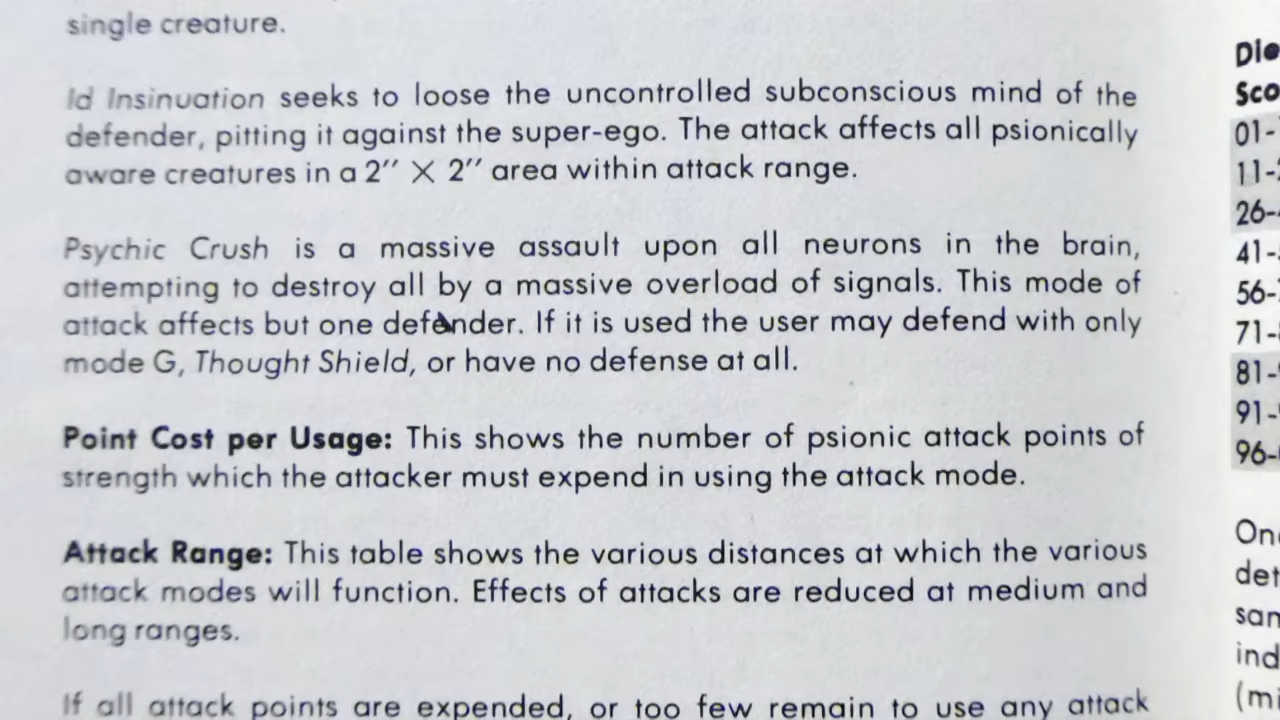 single creature.
Id Insinuation seeks to loose the uncontrolled subconscious mind of the
defender, pitting it against the super-ego. The attack affects all psionically
aware creatures in a 2″ × 2″ area within attack range.
Psychic Crush is a massive assault upon all neurons in the brain,
attempting to destroy all by a massive overload of signals. This mode of
attack affects but one defender. If it is used the user may defend with only
mode G, Thought Shield, or have no defense at all.
Point Cost per Usage: This shows the number of psionic attack points of
strength which the attacker must expend in using the attack mode.
Attack Range: This table shows the various distances at which the various
attack modes will function. Effects of attacks are reduced at medium and
long ranges.
If all attack points are expended, or too few remain to use any attack
01-
11-
26-
41-
56-
71-
81-
91-
96-